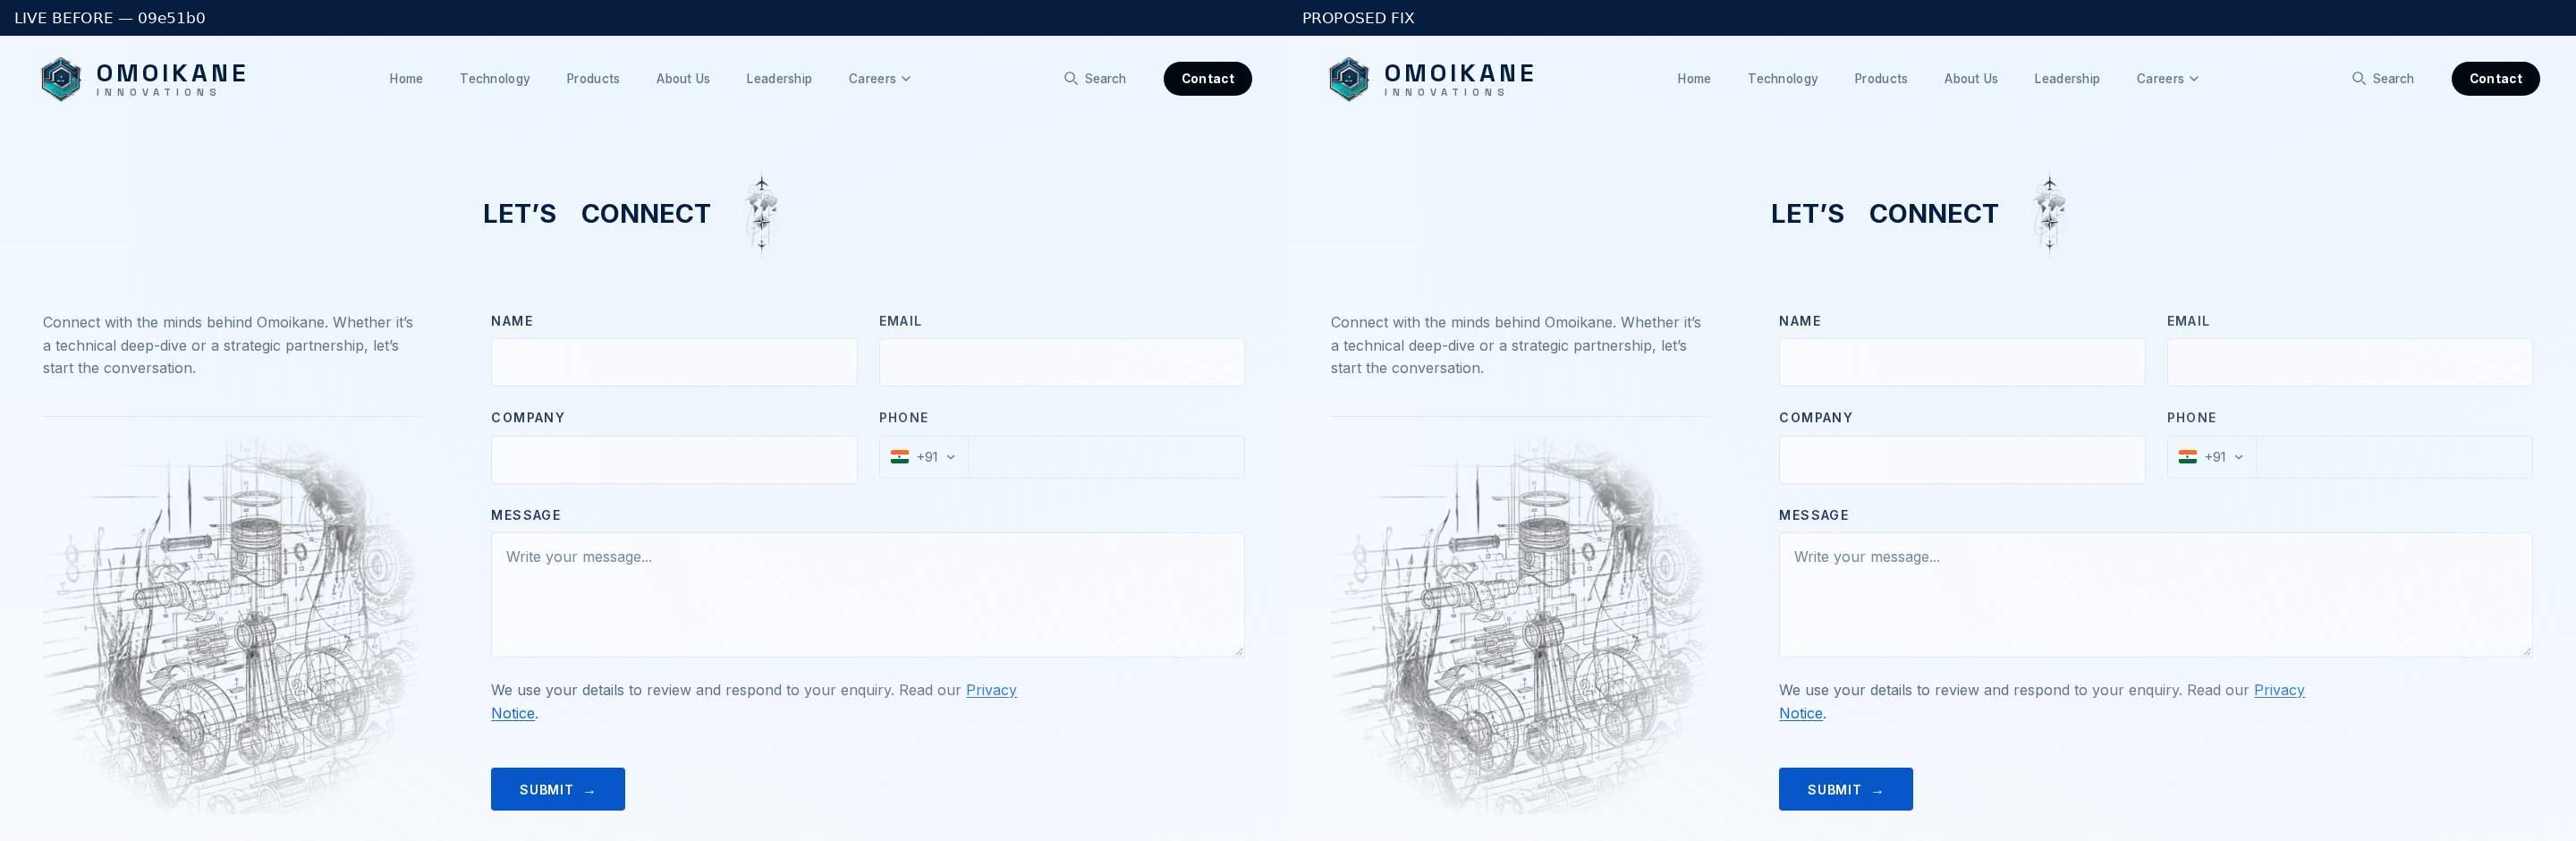 LIVE BEFORE — 09e51b0
PROPOSED FIX
OMOIKANE
INNOVATIONS
Home Technology Products About Us Leadership Careers Search Contact
LET’S CONNECT
Connect with the minds behind Omoikane. Whether it’s
a technical deep-dive or a strategic partnership, let’s
start the conversation.
NAME EMAIL
COMPANY PHONE
+91
MESSAGE
Write your message...
We use your details to review and respond to your enquiry. Read our Privacy
Notice.
SUBMIT →
OMOIKANE
INNOVATIONS
Home Technology Products About Us Leadership Careers Search Contact
LET’S CONNECT
Connect with the minds behind Omoikane. Whether it’s
a technical deep-dive or a strategic partnership, let’s
start the conversation.
NAME EMAIL
COMPANY PHONE
+91
MESSAGE
Write your message...
We use your details to review and respond to your enquiry. Read our Privacy
Notice.
SUBMIT →